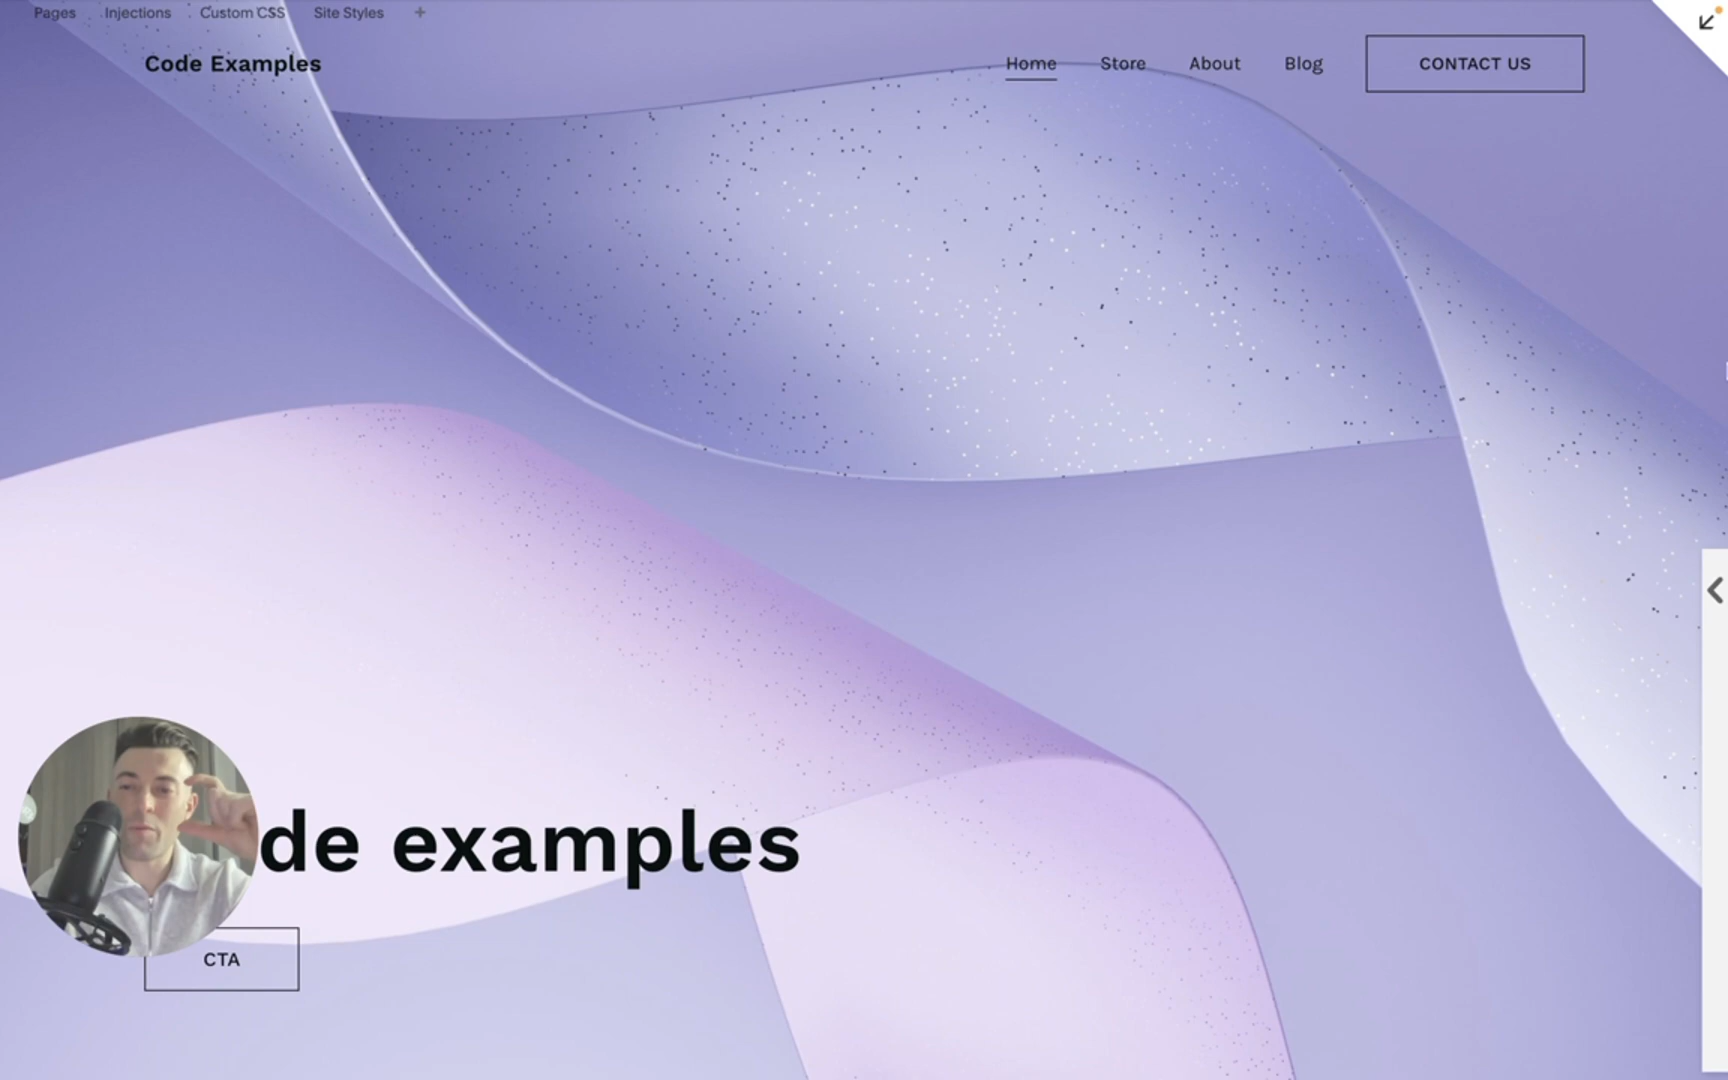 Pages Injections Custom CSS Site Styles +
Code Examples Home Store About Blog CONTACT US
de examples
CTA